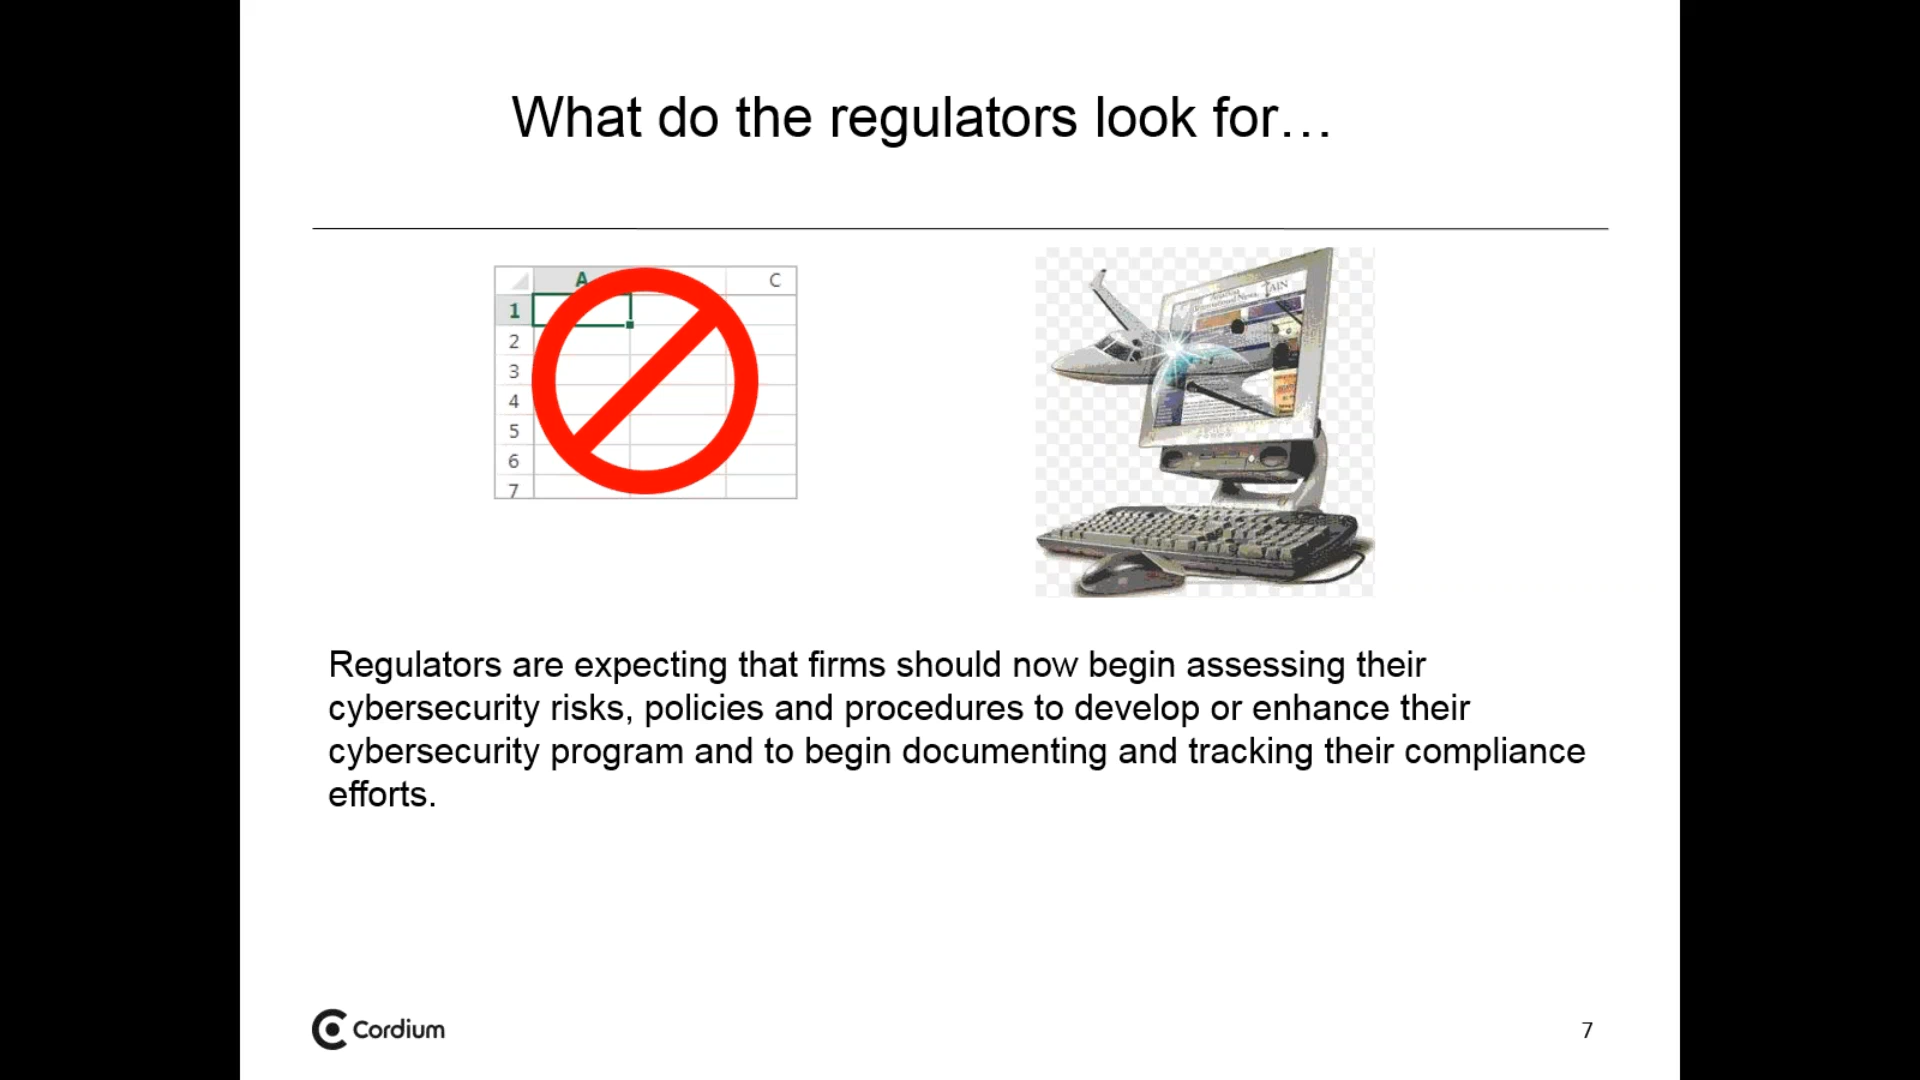 What do the regulators look for…
A C
1
2
3
4
5
6
7
AIN
Regulators are expecting that firms should now begin assessing their
cybersecurity risks, policies and procedures to develop or enhance their
cybersecurity program and to begin documenting and tracking their compliance
efforts.
Cordium
7